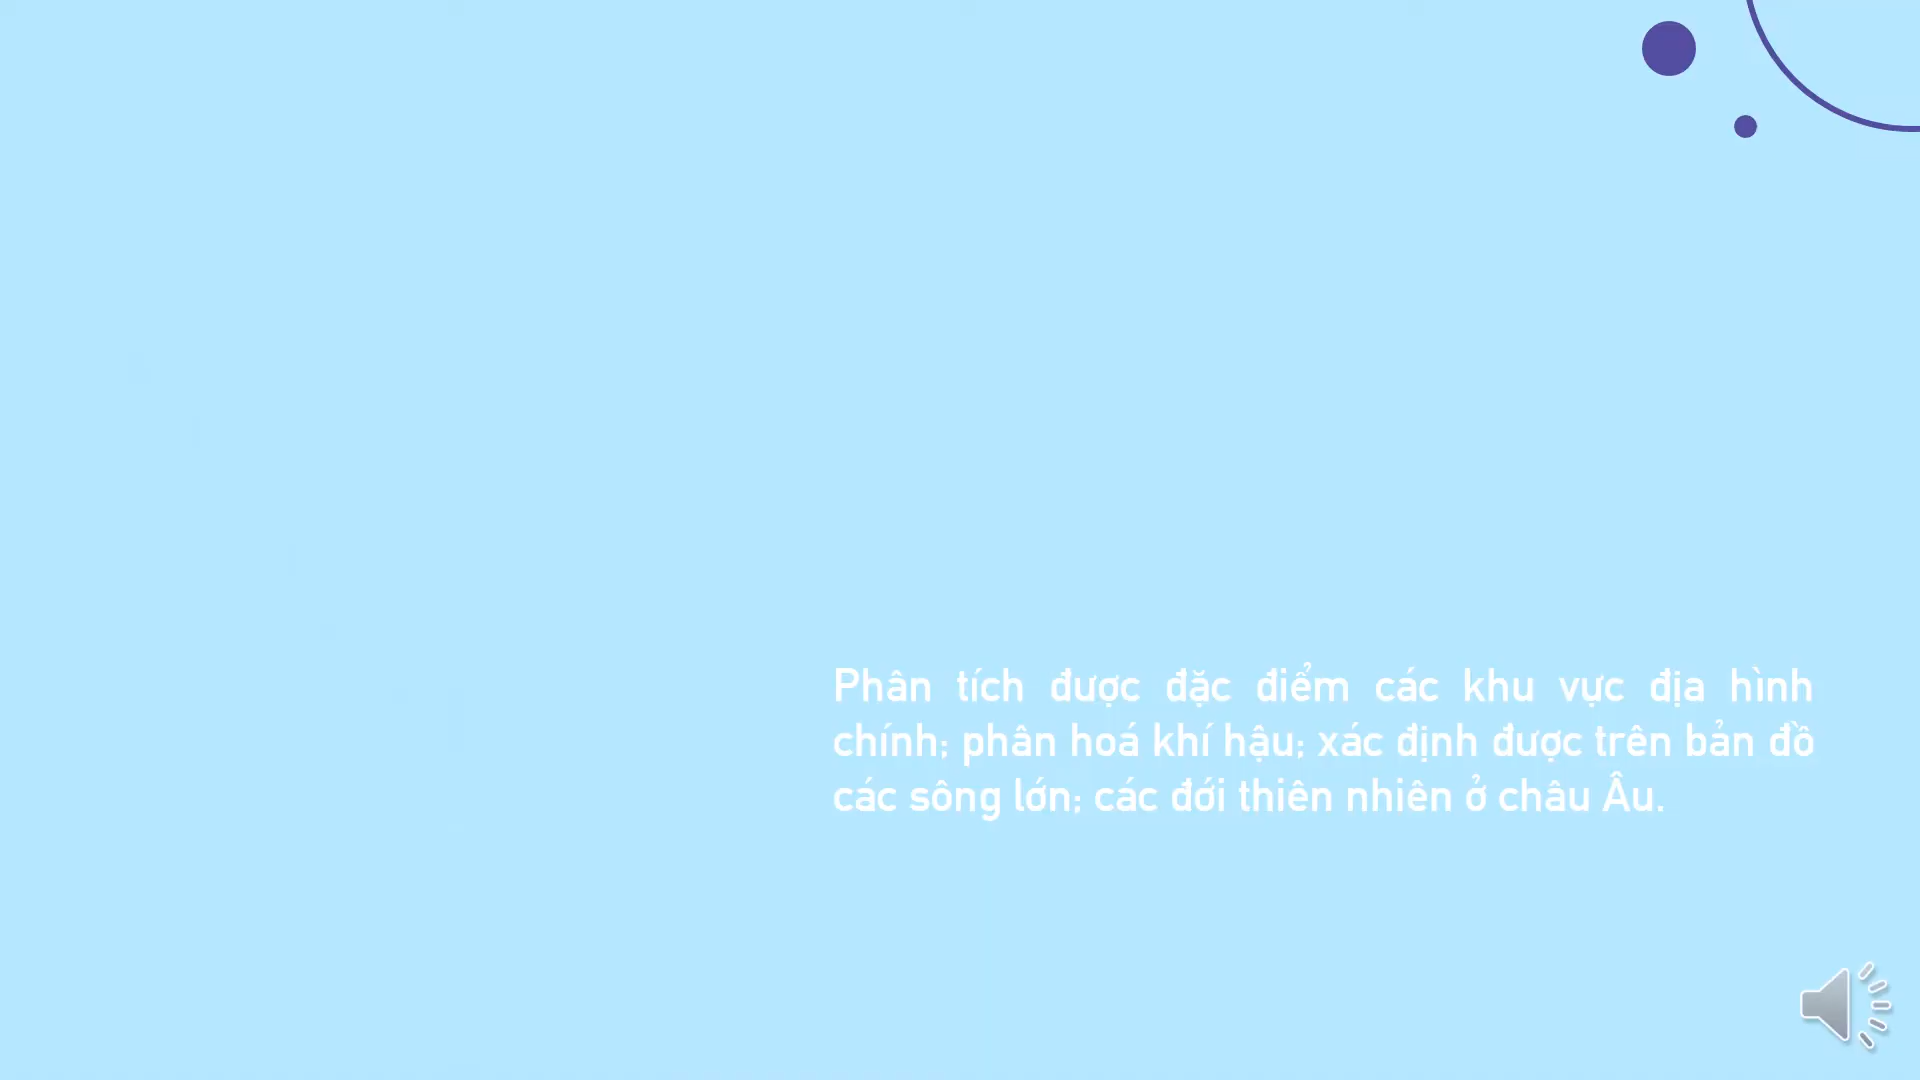 Phân tích được đặc điểm các khu vực địa hình
chính; phân hoá khí hậu; xác định được trên bản đồ
các sông lớn; các đới thiên nhiên ở châu Âu.